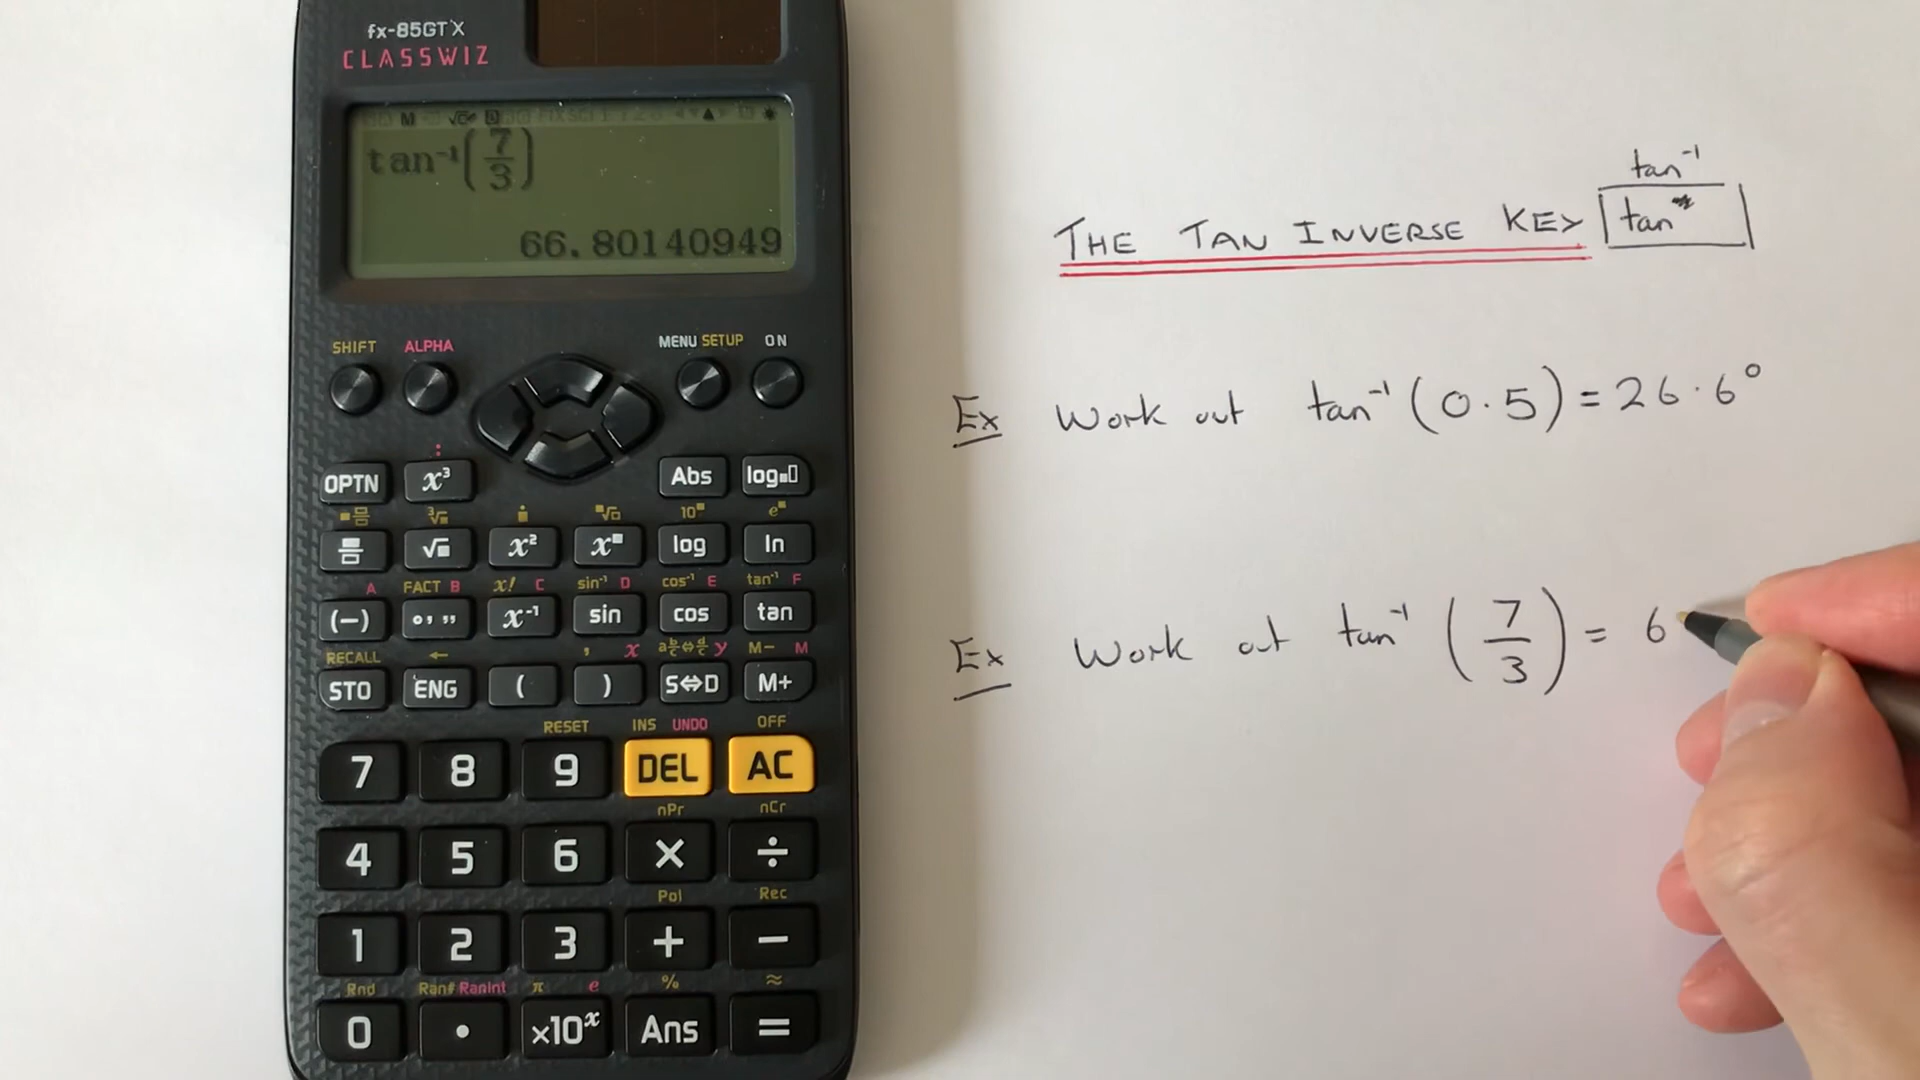 fx-85GT X
CLASSWIZ
tan⁻¹(7/3)
66.80140949
SHIFT ALPHA MENU SETUP ON
:
OPTN x³ Abs log▪▯
³√▪ ▪√▫ 10▪ e▪
√▪ x² x▪ log ln
A FACT B x! C sin⁻¹ D cos⁻¹ E tan⁻¹ F
(−) ° ' '' x⁻¹ sin cos tan
RECALL ← , x a b/c⇔d/c y M− M
STO ENG ( ) S⇔D M+
RESET INS UNDO OFF
7 8 9 DEL AC
nPr nCr
4 5 6 × ÷
Pol Rec
1 2 3 + −
Rnd Ran# RanInt π e % ≈
0 • ×10ˣ Ans =
tan⁻¹
THE TAN INVERSE KEY tan
Ex Work out tan⁻¹(0.5) = 26.6°
Ex Work out tan⁻¹(7/3) = 6